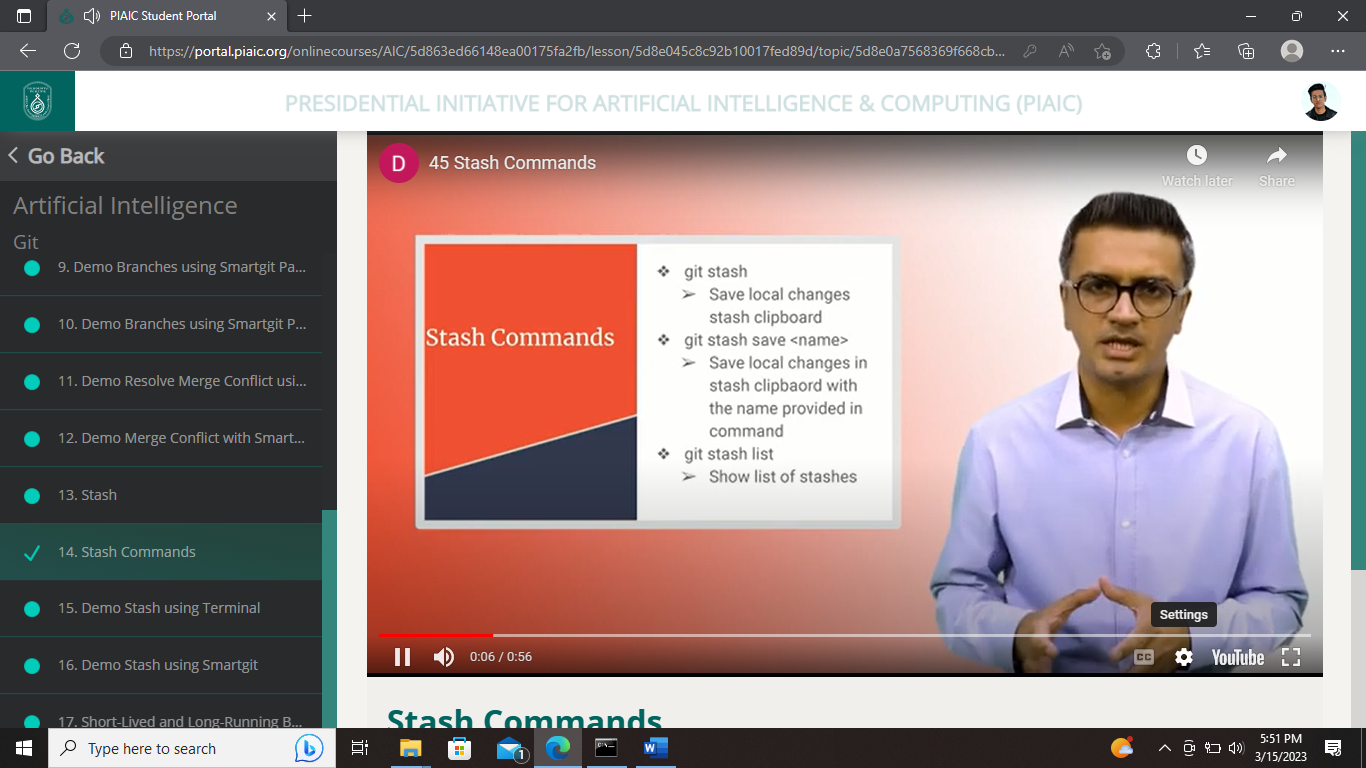 PIAIC Student Portal
https://portal.piaic.org/onlinecourses/AIC/5d863ed66148ea00175fa2fb/lesson/5d8e045c8c92b10017fed89d/topic/5d8e0a7568369f668cb...
PRESIDENTIAL INITIATIVE FOR ARTIFICIAL INTELLIGENCE & COMPUTING (PIAIC)
Go Back
Artificial Intelligence
Git
9. Demo Branches using Smartgit Pa...
10. Demo Branches using Smartgit P...
11. Demo Resolve Merge Conflict usi...
12. Demo Merge Conflict with Smart...
13. Stash
14. Stash Commands
15. Demo Stash using Terminal
16. Demo Stash using Smartgit
17. Short-Lived and Long-Running B...
D
45 Stash Commands
Watch later
Share
Stash Commands
❖ git stash
➢ Save local changes
stash clipboard
❖ git stash save <name>
➢ Save local changes in
stash clipbaord with
the name provided in
command
❖ git stash list
➢ Show list of stashes
Settings
0:06 / 0:56
CC
YouTube
Stash Commands
Type here to search
1
5:51 PM
3/15/2023